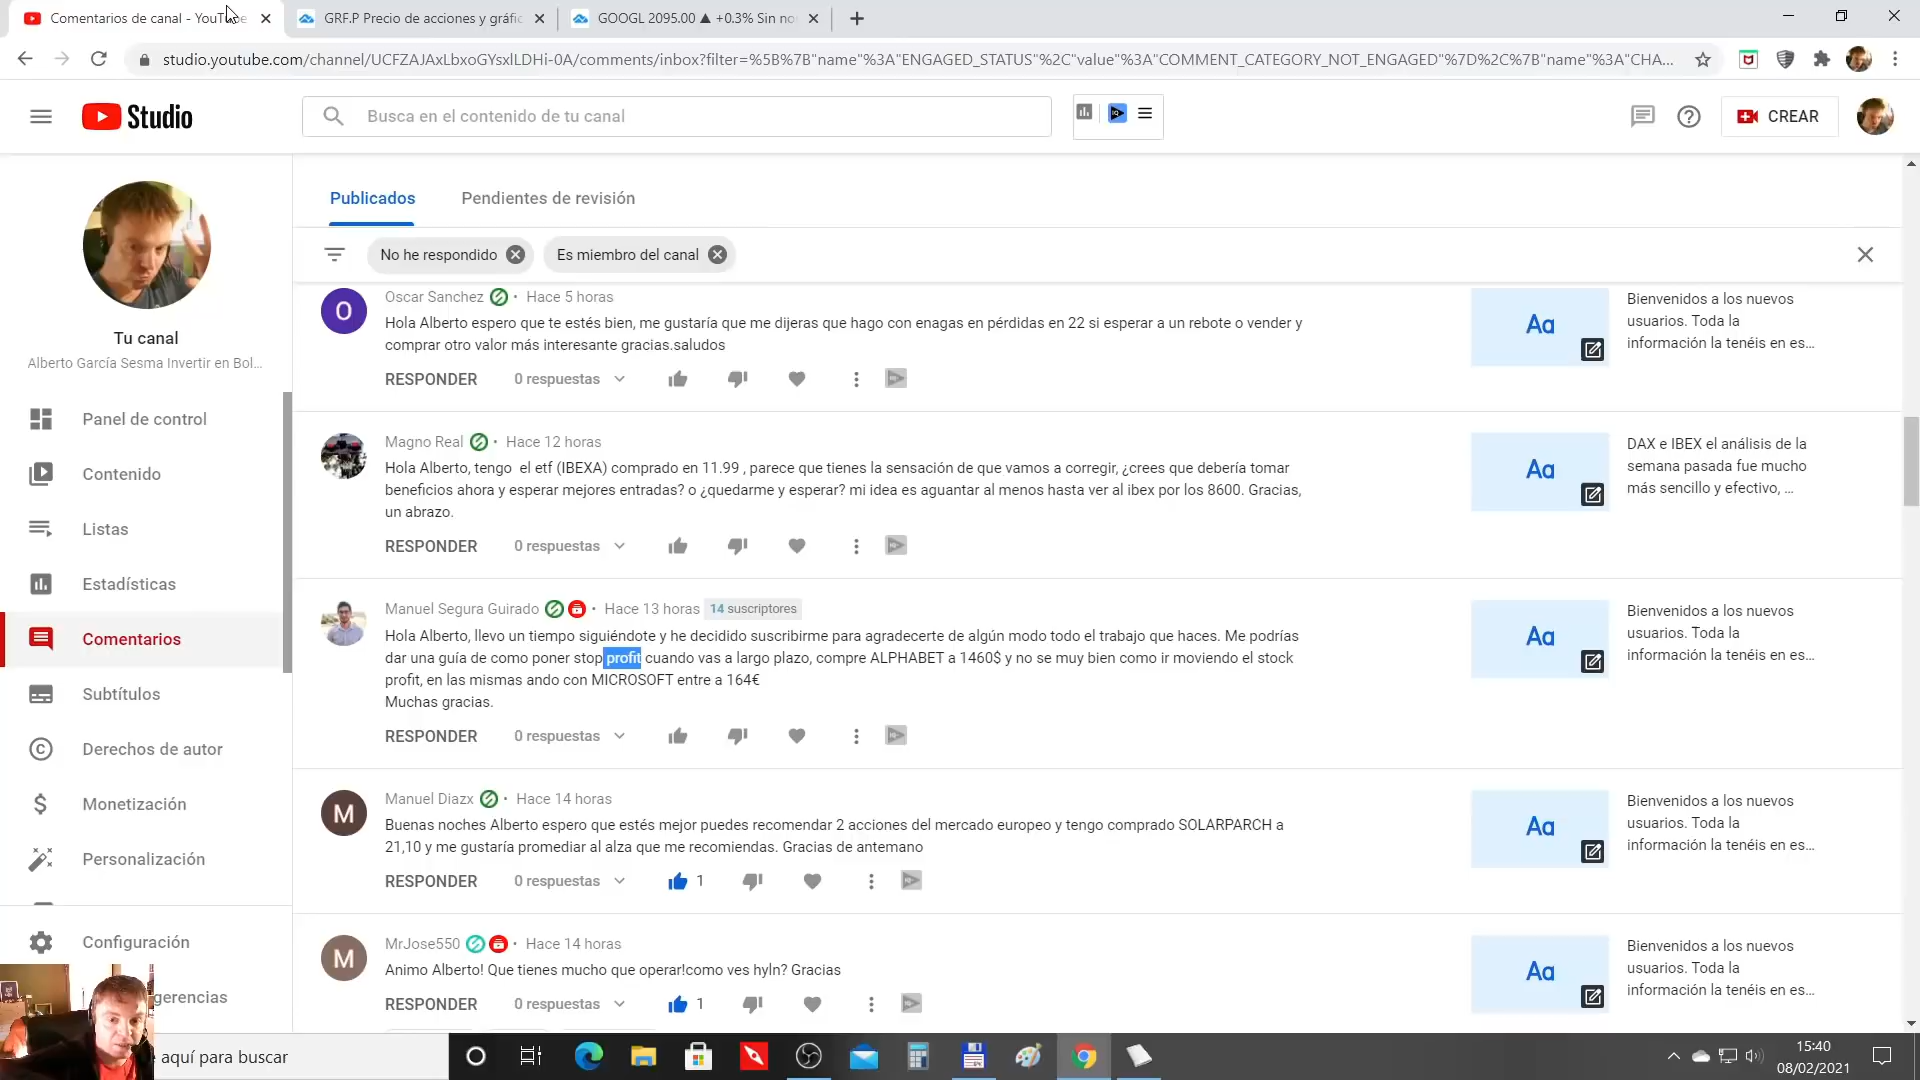 Comentarios de canal - YouTube
GRF.P Precio de acciones y gráfic
GOOGL 2095.00 ▲ +0.3% Sin no
studio.youtube.com/channel/UCFZAJAxLbxoGYsxlLDHi-0A/comments/inbox?filter=%5B%7B"name"%3A"ENGAGED_STATUS"%2C"value"%3A"COMMENT_CATEGORY_NOT_ENGAGED"%7D%2C%7B"name"%3A"CHA...
Studio
Busca en el contenido de tu canal
CREAR
Tu canal
Alberto García Sesma Invertir en Bol...
Panel de control
Contenido
Listas
Estadísticas
Comentarios
Subtítulos
Derechos de autor
Monetización
Personalización
Configuración
gerencias
Publicados
Pendientes de revisión
No he respondido
Es miembro del canal
Oscar Sanchez • Hace 5 horas
Hola Alberto espero que te estés bien, me gustaría que me dijeras que hago con enagas en pérdidas en 22 si esperar a un rebote o vender y
comprar otro valor más interesante gracias.saludos
RESPONDER 0 respuestas
Aa
Bienvenidos a los nuevos
usuarios. Toda la
información la tenéis en es...
Magno Real • Hace 12 horas
Hola Alberto, tengo el etf (IBEXA) comprado en 11.99 , parece que tienes la sensación de que vamos a corregir, ¿crees que debería tomar
beneficios ahora y esperar mejores entradas? o ¿quedarme y esperar? mi idea es aguantar al menos hasta ver al ibex por los 8600. Gracias,
un abrazo.
RESPONDER 0 respuestas
Aa
DAX e IBEX el análisis de la
semana pasada fue mucho
más sencillo y efectivo, ...
Manuel Segura Guirado • Hace 13 horas 14 suscriptores
Hola Alberto, llevo un tiempo siguiéndote y he decidido suscribirme para agradecerte de algún modo todo el trabajo que haces. Me podrías
dar una guía de como poner stop profit cuando vas a largo plazo, compre ALPHABET a 1460$ y no se muy bien como ir moviendo el stock
profit, en las mismas ando con MICROSOFT entre a 164€
Muchas gracias.
RESPONDER 0 respuestas
Aa
Bienvenidos a los nuevos
usuarios. Toda la
información la tenéis en es...
M
Manuel Diazx • Hace 14 horas
Buenas noches Alberto espero que estés mejor puedes recomendar 2 acciones del mercado europeo y tengo comprado SOLARPARCH a
21,10 y me gustaría promediar al alza que me recomiendas. Gracias de antemano
RESPONDER 0 respuestas 1
Aa
Bienvenidos a los nuevos
usuarios. Toda la
información la tenéis en es...
M
MrJose550 • Hace 14 horas
Animo Alberto! Que tienes mucho que operar!como ves hyln? Gracias
RESPONDER 0 respuestas 1
Aa
Bienvenidos a los nuevos
usuarios. Toda la
información la tenéis en es...
aquí para buscar
15:40
08/02/2021